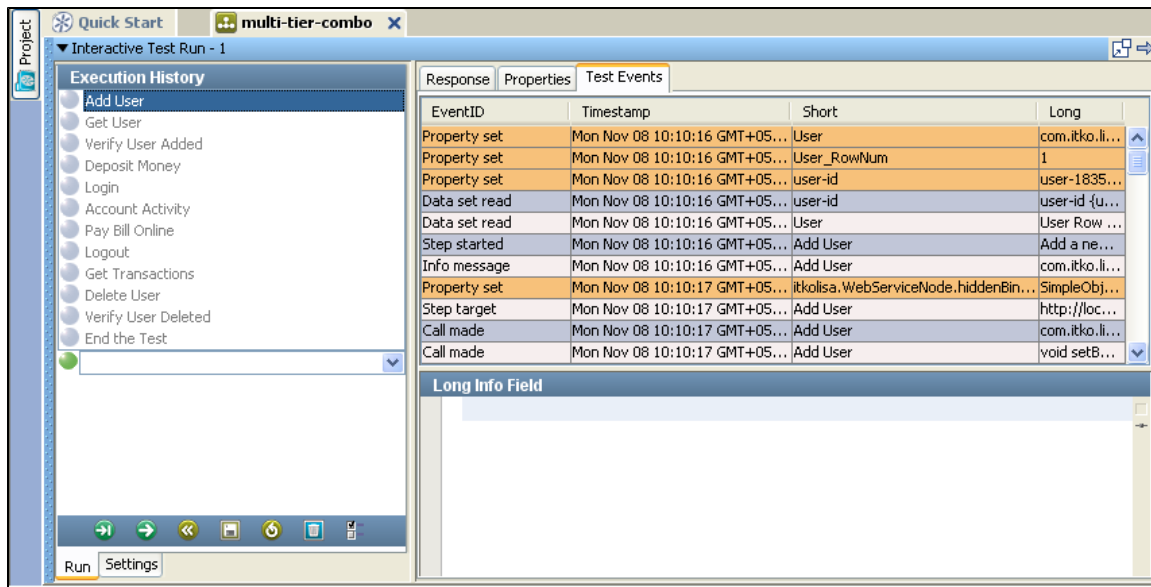 Project
Quick Start
multi-tier-combo X
Interactive Test Run - 1
Execution History
Add User
Get User
Verify User Added
Deposit Money
Login
Account Activity
Pay Bill Online
Logout
Get Transactions
Delete User
Verify User Deleted
End the Test
Run Settings
Response Properties Test Events
EventID Timestamp Short Long
Property set Mon Nov 08 10:10:16 GMT+05... User com.itko.li...
Property set Mon Nov 08 10:10:16 GMT+05... User_RowNum 1
Property set Mon Nov 08 10:10:16 GMT+05... user-id user-1835...
Data set read Mon Nov 08 10:10:16 GMT+05... user-id user-id {u...
Data set read Mon Nov 08 10:10:16 GMT+05... User User Row ...
Step started Mon Nov 08 10:10:16 GMT+05... Add User Add a ne...
Info message Mon Nov 08 10:10:16 GMT+05... Add User com.itko.li...
Property set Mon Nov 08 10:10:17 GMT+05... itkolisa.WebServiceNode.hiddenBin... SimpleObj...
Step target Mon Nov 08 10:10:17 GMT+05... Add User http://loc...
Call made Mon Nov 08 10:10:17 GMT+05... Add User com.itko.li...
Call made Mon Nov 08 10:10:17 GMT+05... Add User void setB...
Long Info Field